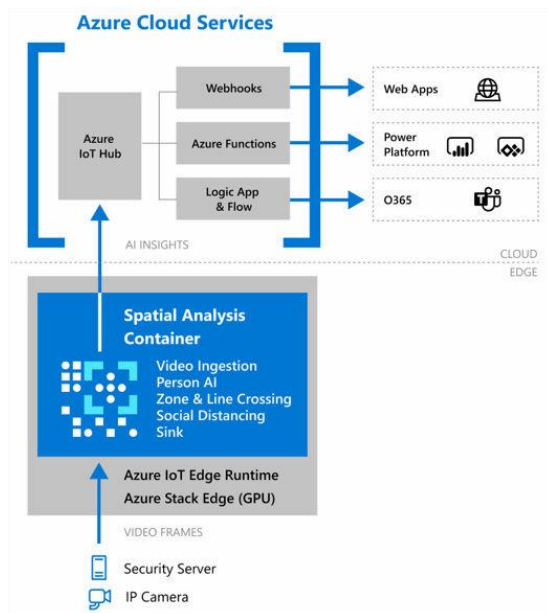 Azure Cloud Services
Azure
IoT Hub
Webhooks
Azure Functions
Logic App
& Flow
Web Apps
Power
Platform
O365
T
AI INSIGHTS
CLOUD
EDGE
Spatial Analysis
Container
Video Ingestion
Person AI
Zone & Line Crossing
Social Distancing
Sink
Azure IoT Edge Runtime
Azure Stack Edge (GPU)
VIDEO FRAMES
Security Server
IP Camera